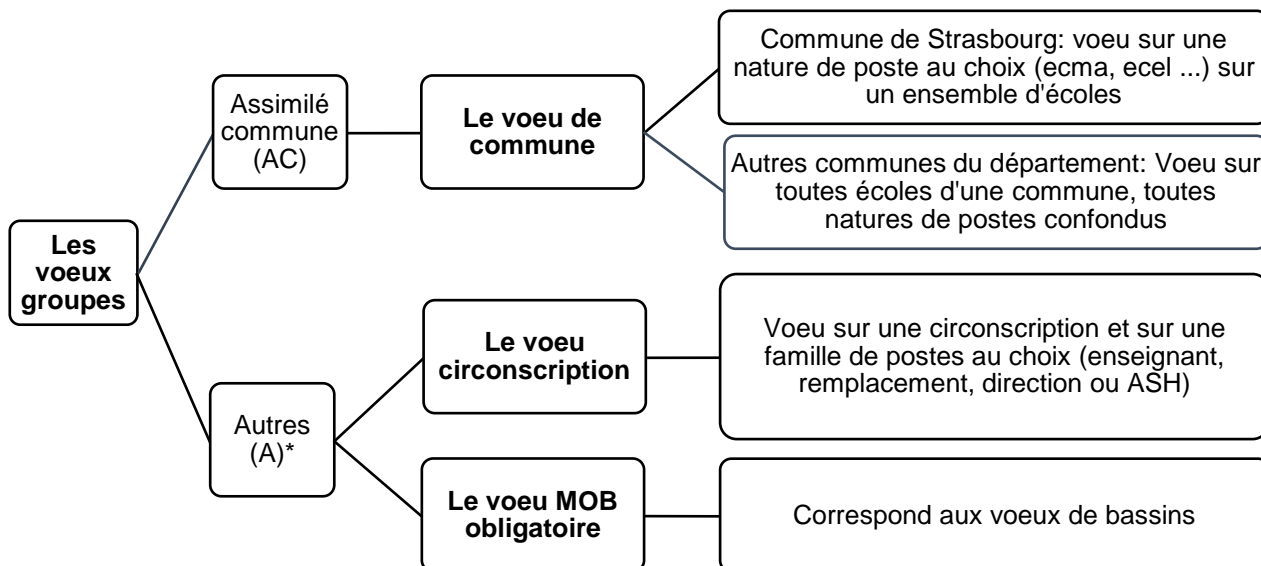 Les
voeux
groupes
Assimilé
commune
(AC)
Le voeu de
commune
Commune de Strasbourg: voeu sur une
nature de poste au choix (ecma, ecel ...) sur
un ensemble d'écoles
Autres communes du département: Voeu sur
toutes écoles d'une commune, toutes
natures de postes confondus
Autres
(A)*
Le voeu
circonscription
Voeu sur une circonscription et sur une
famille de postes au choix (enseignant,
remplacement, direction ou ASH)
Le voeu MOB
obligatoire
Correspond aux voeux de bassins